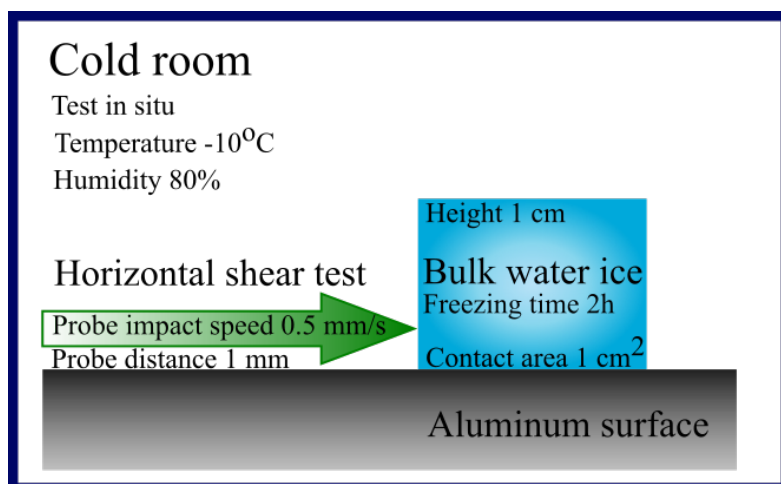 Cold room
Test in situ
Temperature -10°C
Humidity 80%
Height 1 cm
Horizontal shear test
Bulk water ice
Freezing time 2h
Probe impact speed 0.5 mm/s
Probe distance 1 mm
Contact area 1 cm²
Aluminum surface